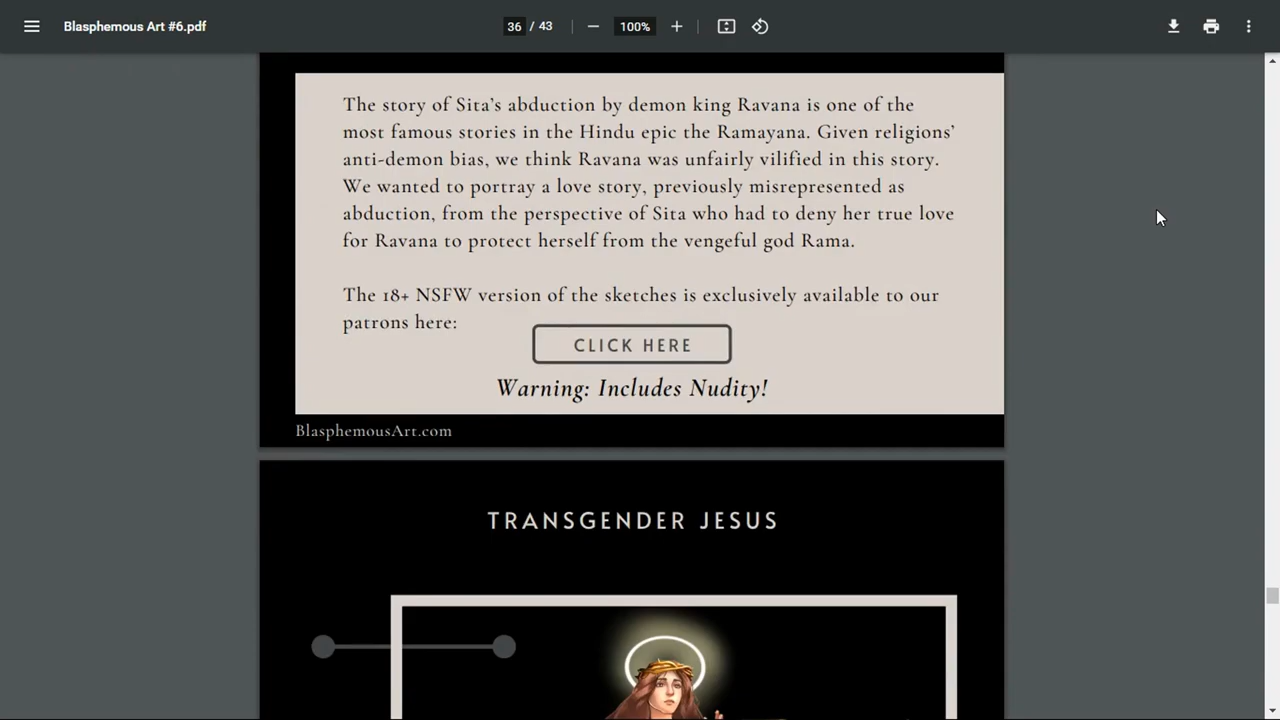 Blasphemous Art #6.pdf
36 / 43
100%
The story of Sita's abduction by demon king Ravana is one of the
most famous stories in the Hindu epic the Ramayana. Given religions'
anti-demon bias, we think Ravana was unfairly vilified in this story.
We wanted to portray a love story, previously misrepresented as
abduction, from the perspective of Sita who had to deny her true love
for Ravana to protect herself from the vengeful god Rama.
The 18+ NSFW version of the sketches is exclusively available to our
patrons here:
CLICK HERE
Warning: Includes Nudity!
BlasphemousArt.com
TRANSGENDER JESUS